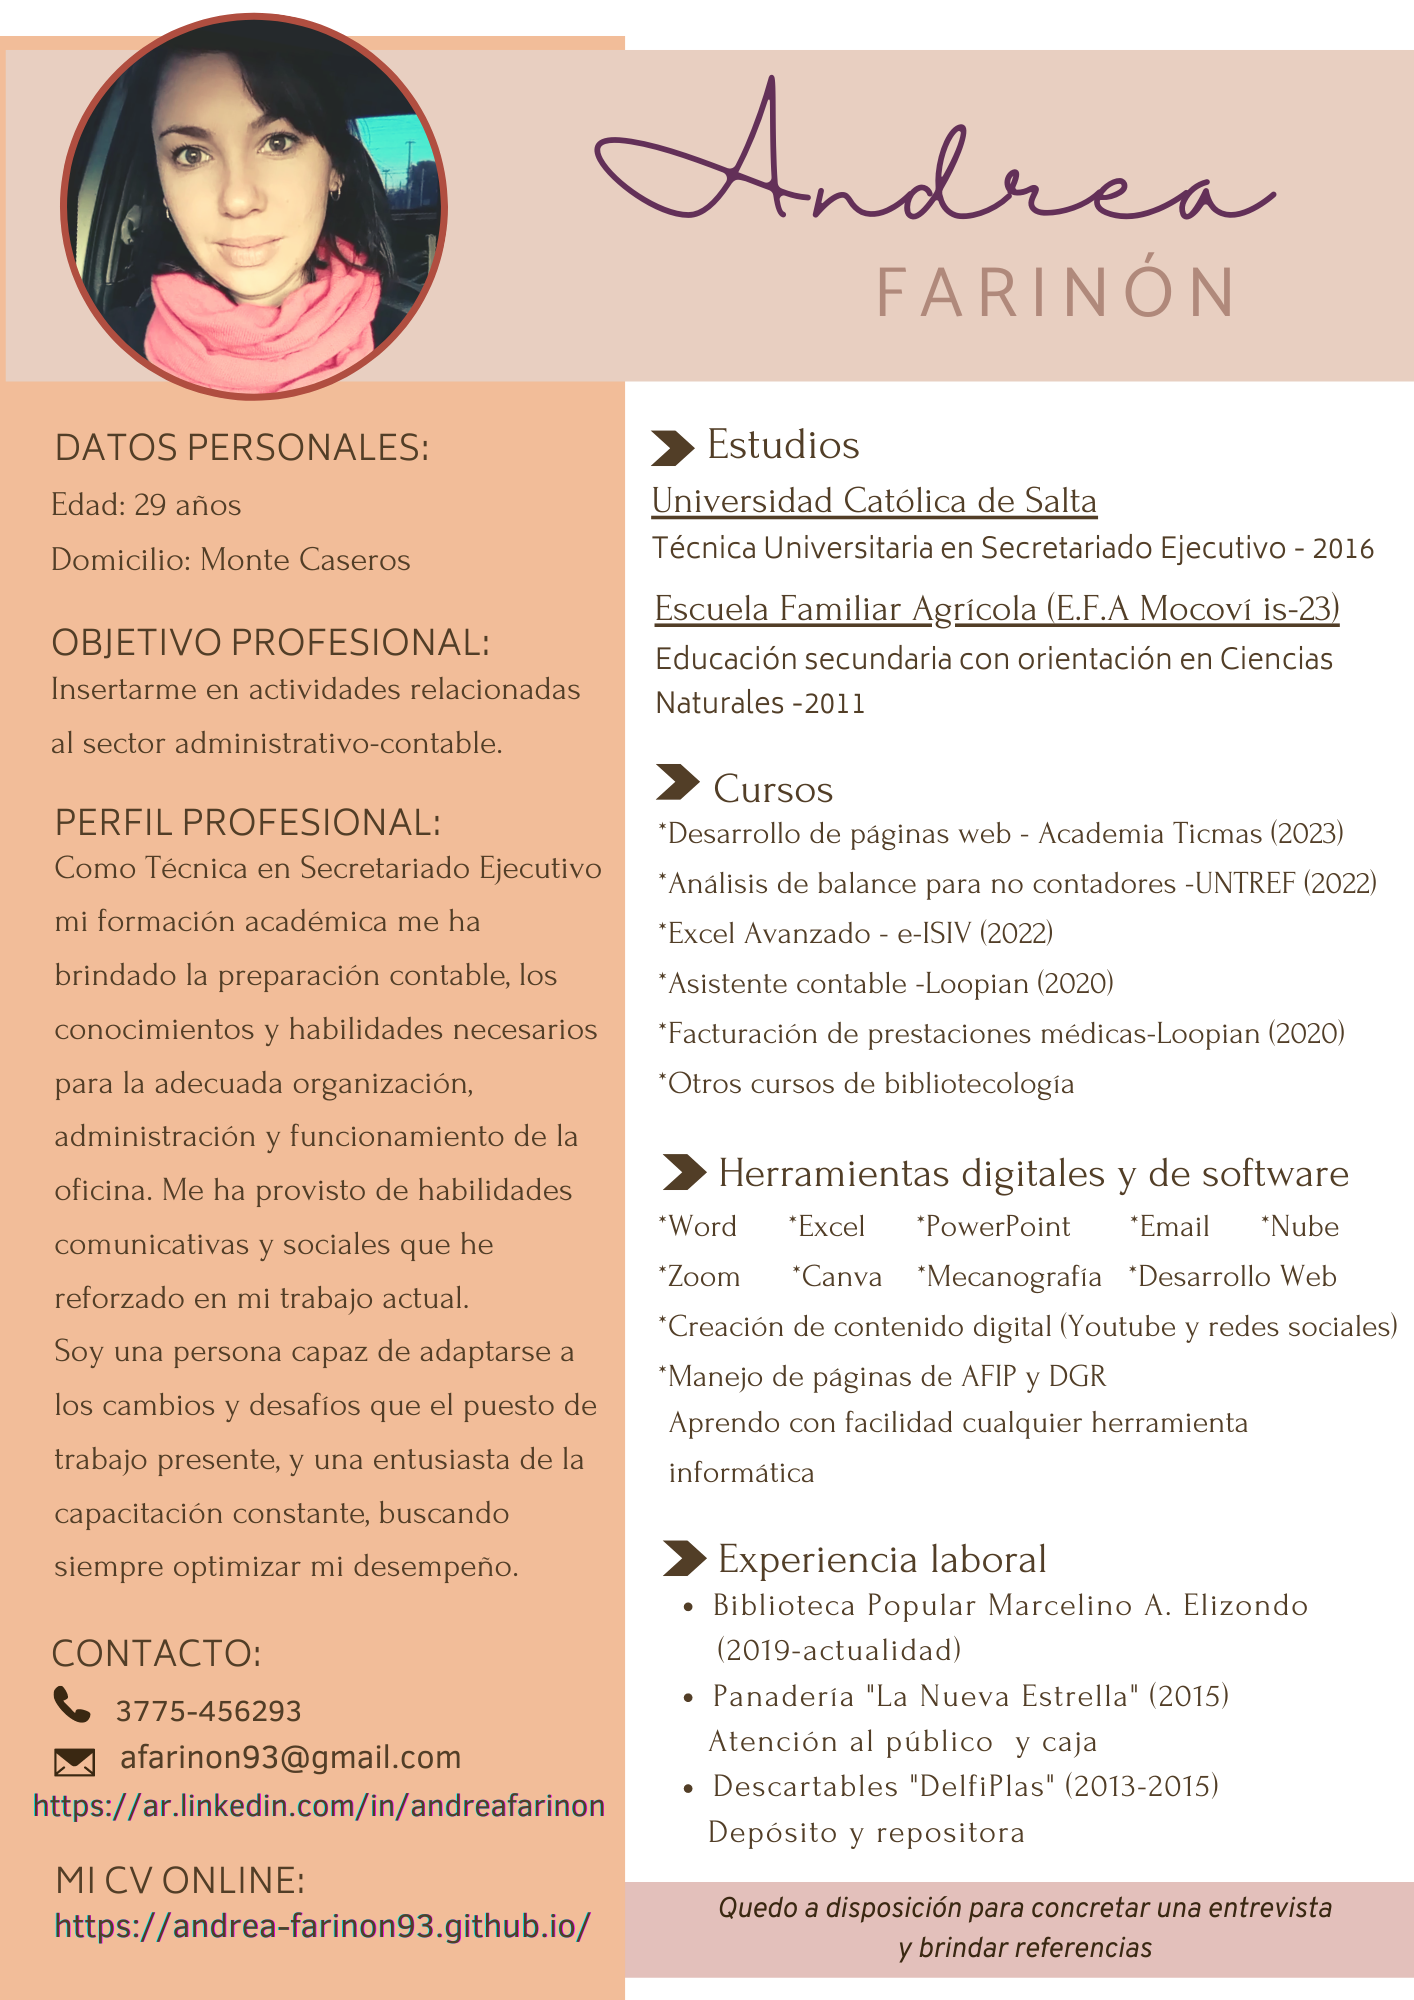 Andrea
FARINÓN
DATOS PERSONALES:
Edad: 29 años
Domicilio: Monte Caseros
OBJETIVO PROFESIONAL:
Insertarme en actividades relacionadas
al sector administrativo-contable.
PERFIL PROFESIONAL:
Como Técnica en Secretariado Ejecutivo
mi formación académica me ha
brindado la preparación contable, los
conocimientos y habilidades necesarios
para la adecuada organización,
administración y funcionamiento de la
oficina. Me ha provisto de habilidades
comunicativas y sociales que he
reforzado en mi trabajo actual.
Soy una persona capaz de adaptarse a
los cambios y desafíos que el puesto de
trabajo presente, y una entusiasta de la
capacitación constante, buscando
siempre optimizar mi desempeño.
CONTACTO:
3775-456293
afarinon93@gmail.com
https://ar.linkedin.com/in/andreafarinon
MI CV ONLINE:
https://andrea-farinon93.github.io/
Estudios
Universidad Católica de Salta
Técnica Universitaria en Secretariado Ejecutivo - 2016
Escuela Familiar Agrícola (E.F.A Mocoví is-23)
Educación secundaria con orientación en Ciencias
Naturales -2011
Cursos
*Desarrollo de páginas web - Academia Ticmas (2023)
*Análisis de balance para no contadores -UNTREF (2022)
*Excel Avanzado - e-ISIV (2022)
*Asistente contable -Loopian (2020)
*Facturación de prestaciones médicas-Loopian (2020)
*Otros cursos de bibliotecología
Herramientas digitales y de software
*Word *Excel *PowerPoint *Email *Nube
*Zoom *Canva *Mecanografía *Desarrollo Web
*Creación de contenido digital (Youtube y redes sociales)
*Manejo de páginas de AFIP y DGR
Aprendo con facilidad cualquier herramienta
informática
Experiencia laboral
• Biblioteca Popular Marcelino A. Elizondo
(2019-actualidad)
• Panadería "La Nueva Estrella" (2015)
Atención al público y caja
• Descartables "DelfiPlas" (2013-2015)
Depósito y repositora
Quedo a disposición para concretar una entrevista
y brindar referencias